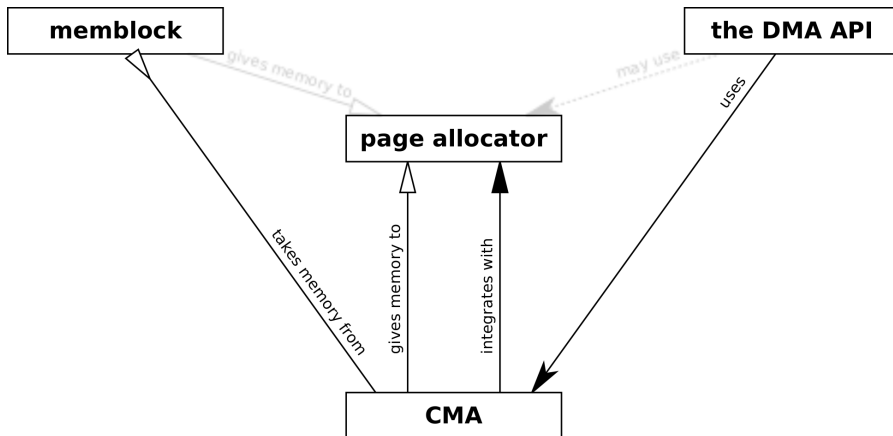 memblock
the DMA API
gives memory to
may use
uses
page allocator
takes memory from
gives memory to
integrates with
CMA